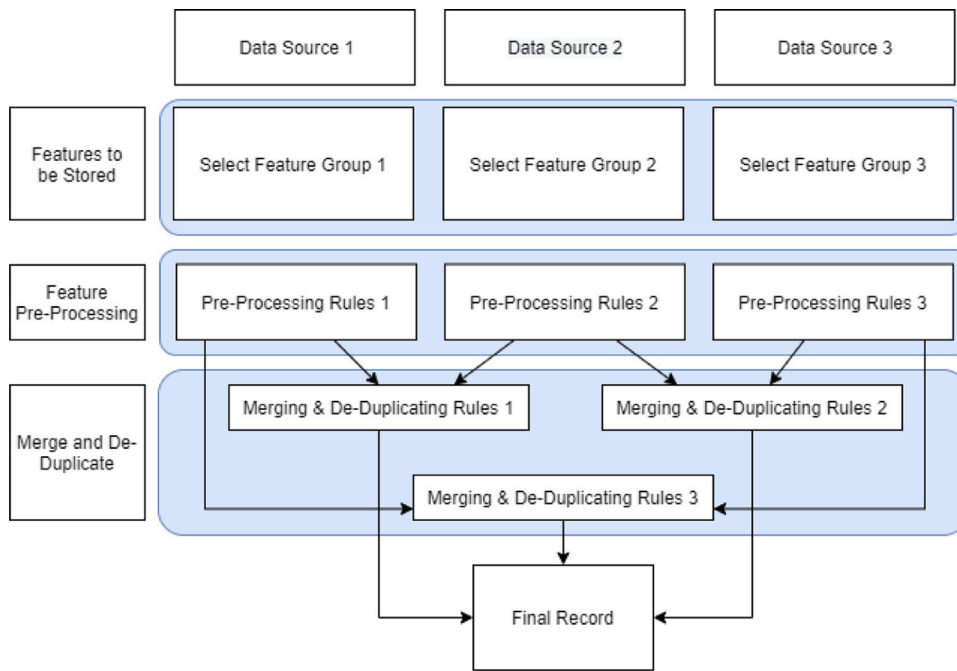 Data Source 1
Data Source 2
Data Source 3
Features to
be Stored
Select Feature Group 1
Select Feature Group 2
Select Feature Group 3
Feature
Pre-Processing
Pre-Processing Rules 1
Pre-Processing Rules 2
Pre-Processing Rules 3
Merge and De-
Duplicate
Merging & De-Duplicating Rules 1
Merging & De-Duplicating Rules 2
Merging & De-Duplicating Rules 3
Final Record